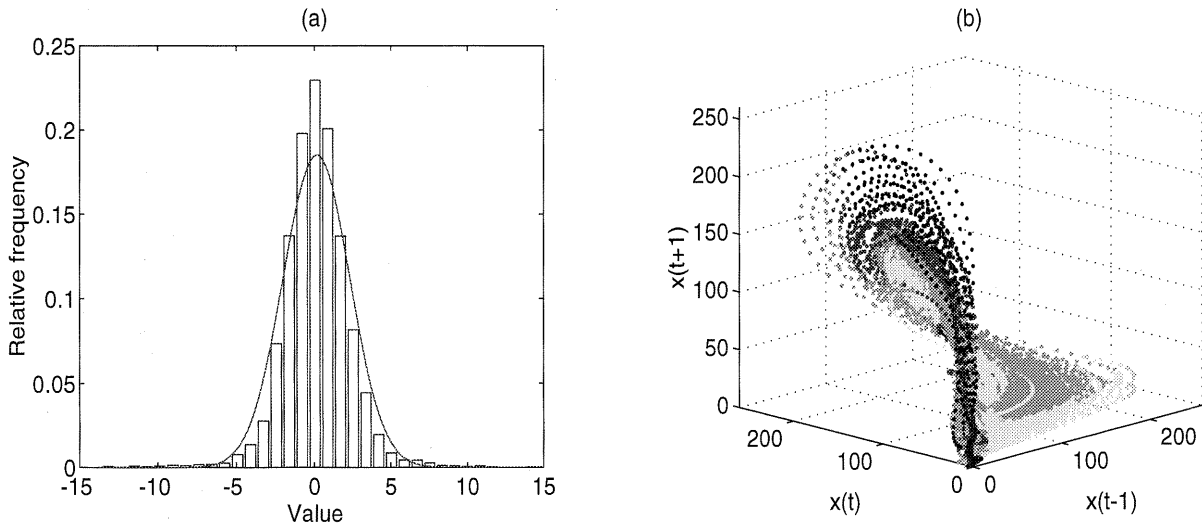 (a)
0.25
0.2
0.15
0.1
0.05
0
-15 -10 -5 0 5 10 15
Relative frequency
Value
(b)
250
200
150
100
50
0
x(t+1)
200 100 0
x(t)
0 100 200
x(t-1)